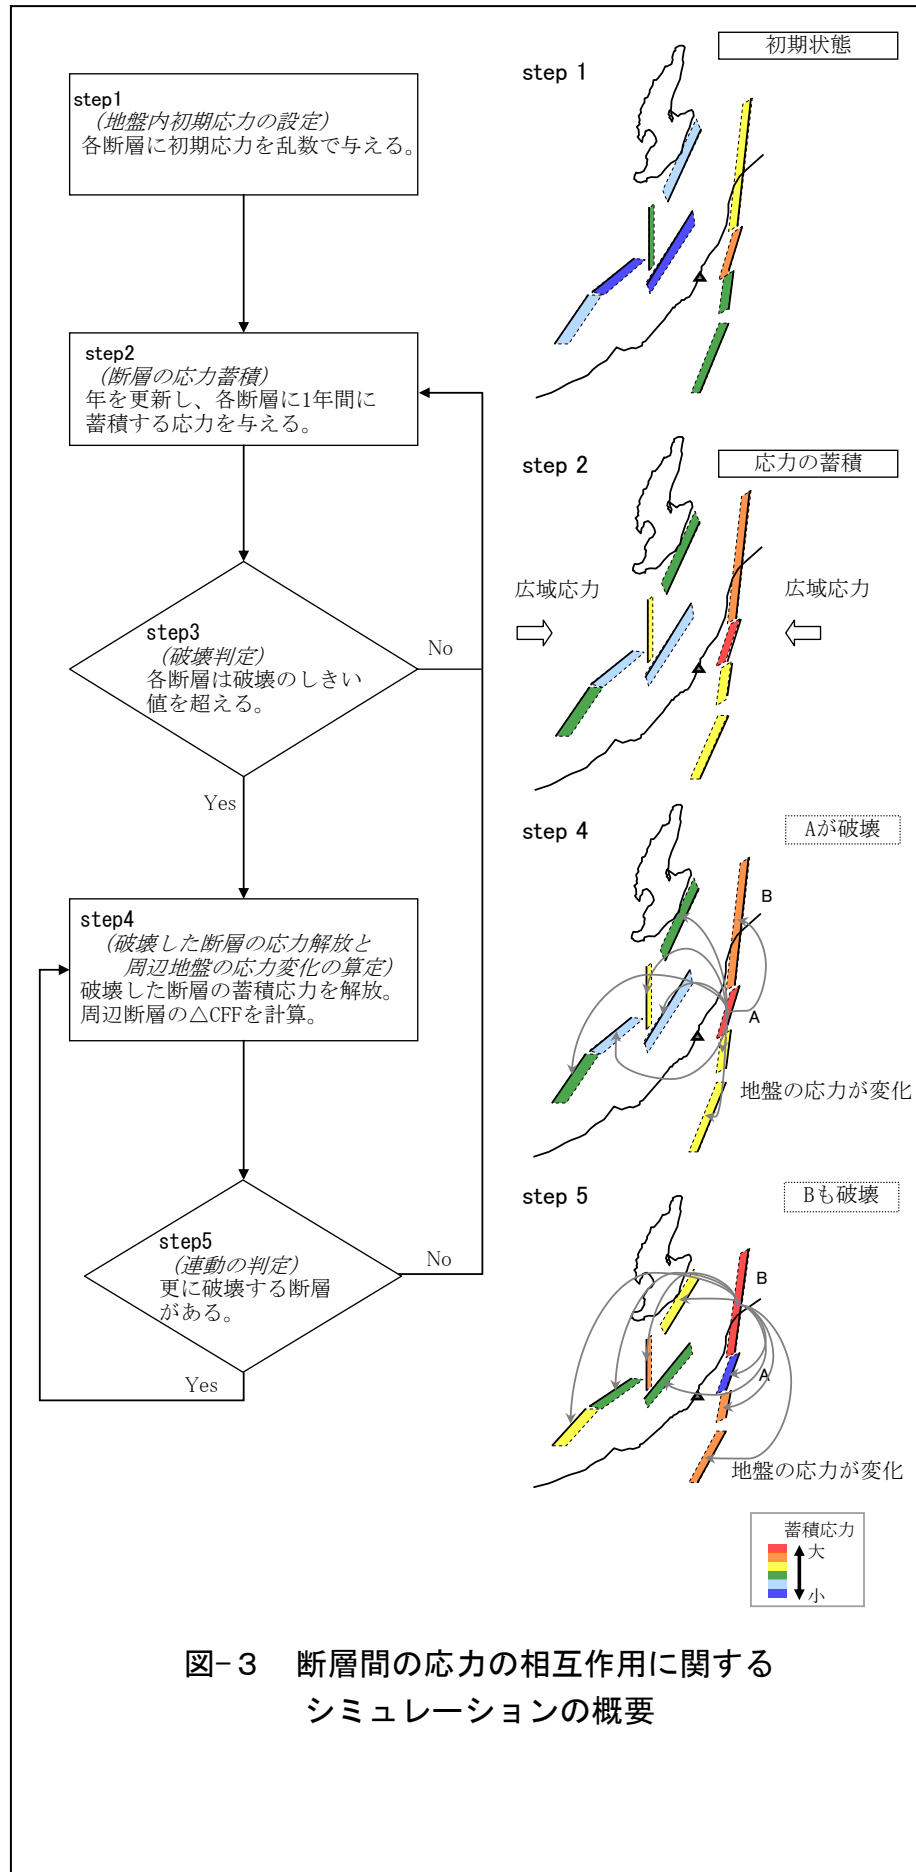 step1
(地盤内初期応力の設定)
各断層に初期応力を乱数で与える。
step2
(断層の応力蓄積)
年を更新し、各断層に1年間に
蓄積する応力を与える。
step3
(破壊判定)
各断層は破壊のしきい
値を超える。
No
Yes
step4
(破壊した断層の応力解放と
周辺地盤の応力変化の算定)
破壊した断層の蓄積応力を解放。
周辺断層の△CFFを計算。
step5
(連動の判定)
更に破壊する断層
がある。
No
Yes
step 1
初期状態
step 2
応力の蓄積
広域応力
広域応力
step 4
Aが破壊
B
A
地盤の応力が変化
step 5
Bも破壊
B
A
地盤の応力が変化
蓄積応力
大
小
図-3 断層間の応力の相互作用に関する
シミュレーションの概要